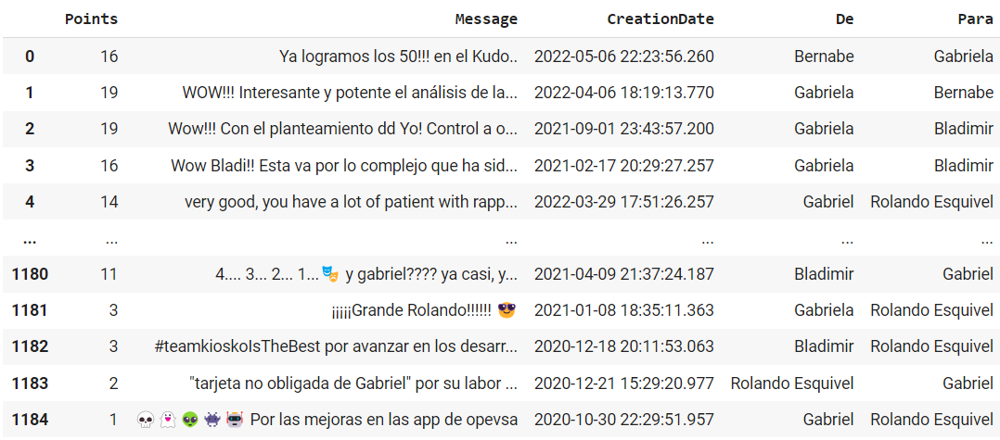 Points Message CreationDate De Para
0 16 Ya logramos los 50!!! en el Kudo.. 2022-05-06 22:23:56.260 Bernabe Gabriela
1 19 WOW!!! Interesante y potente el análisis de la... 2022-04-06 18:19:13.770 Gabriela Bernabe
2 19 Wow!!! Con el planteamiento dd Yo! Control a o... 2021-09-01 23:43:57.200 Gabriela Bladimir
3 16 Wow Bladi!! Esta va por lo complejo que ha sid... 2021-02-17 20:29:27.257 Gabriela Bladimir
4 14 very good, you have a lot of patient with rapp... 2022-03-29 17:51:26.257 Gabriel Rolando Esquivel
... ... ... ... ... ...
1180 11 4.... 3... 2... 1...🎭 y gabriel???? ya casi, y... 2021-04-09 21:37:24.187 Bladimir Gabriel
1181 3 ¡¡¡¡¡Grande Rolando!!!!!! 😎 2021-01-08 18:35:11.363 Gabriela Rolando Esquivel
1182 3 #teamkioskoIsTheBest por avanzar en los desarr... 2020-12-18 20:11:53.063 Bladimir Rolando Esquivel
1183 2 "tarjeta no obligada de Gabriel" por su labor ... 2020-12-21 15:29:20.977 Rolando Esquivel Gabriel
1184 1 💀 👻 👽 👾 🤖 Por las mejoras en las app de opevsa 2020-10-30 22:29:51.957 Gabriel Rolando Esquivel